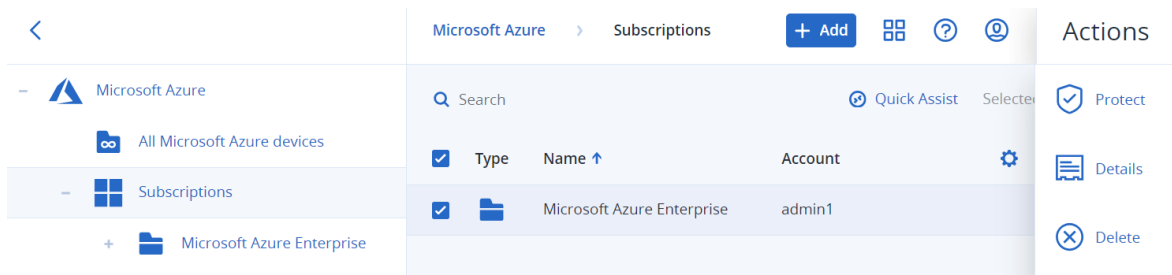 Microsoft Azure
All Microsoft Azure devices
Subscriptions
Microsoft Azure Enterprise
Microsoft Azure > Subscriptions
+ Add
Search
Quick Assist
Type Name ↑ Account
Microsoft Azure Enterprise admin1
Actions
Protect
Details
Delete